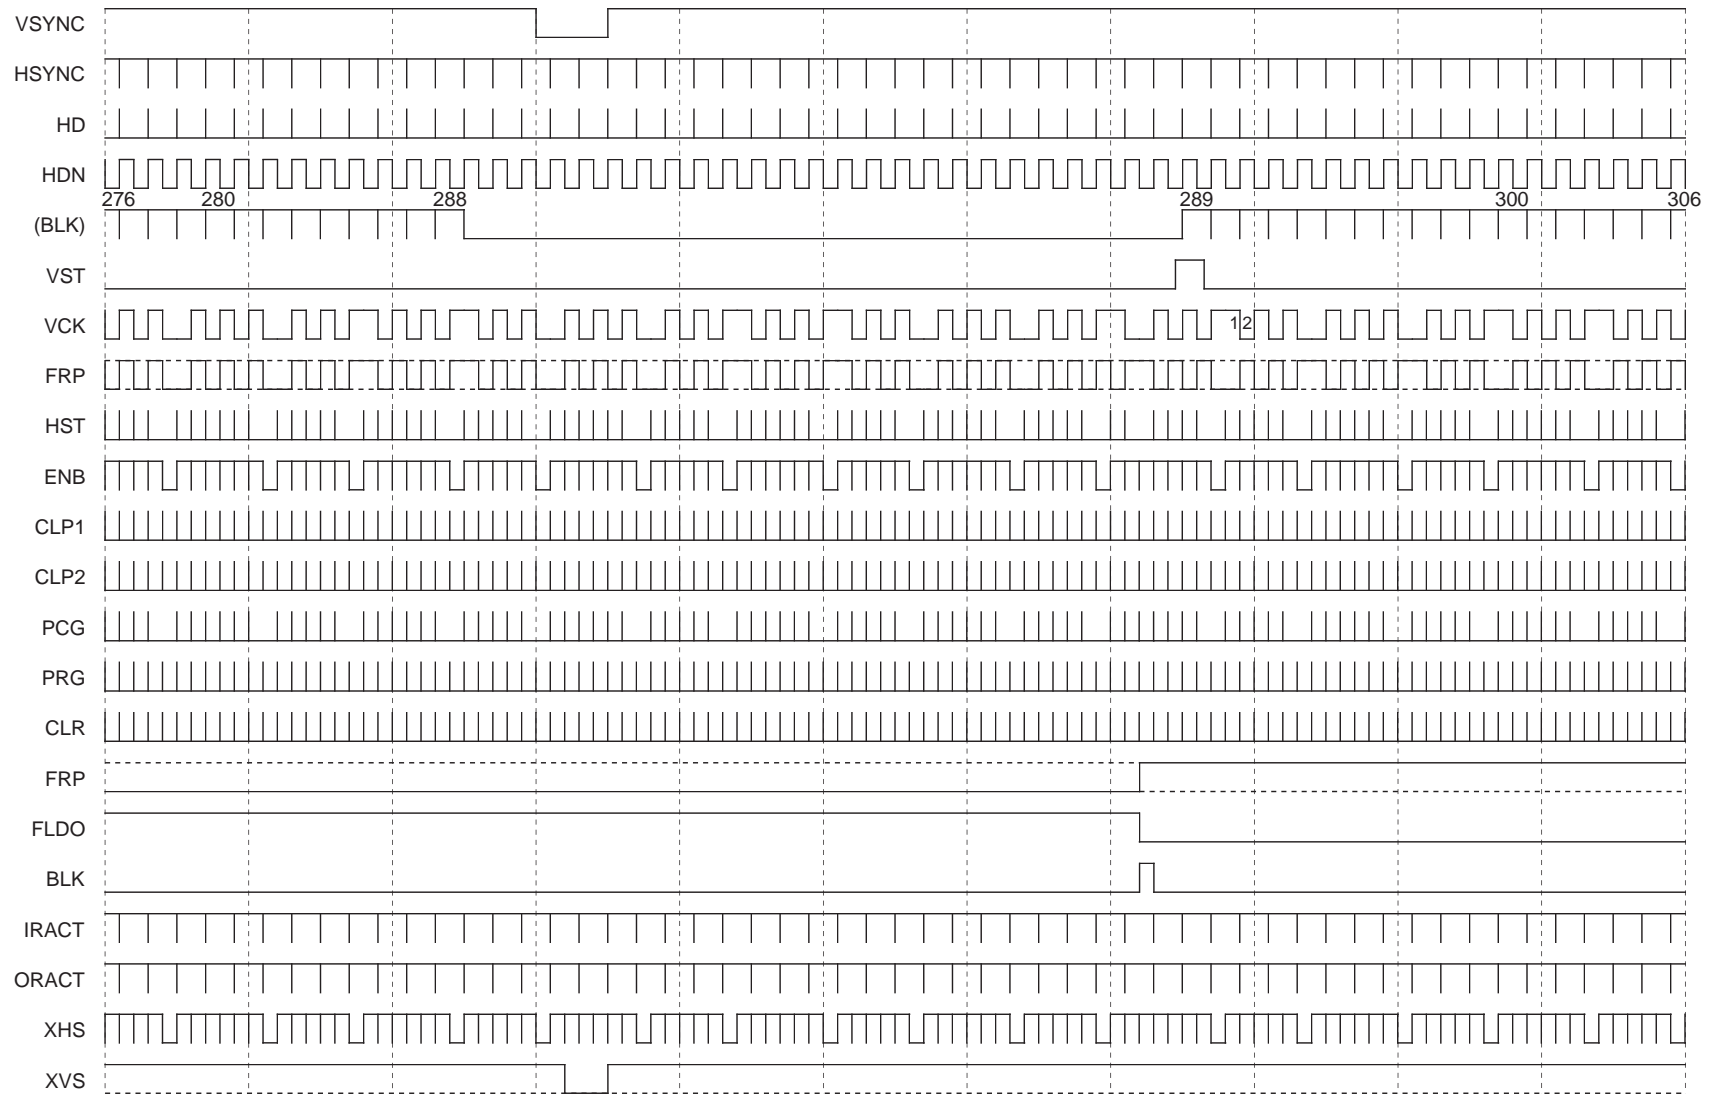 VSYNC
HSYNC
HD
HDN
276 280 288 289 300 306
(BLK)
VST
VCK 1 2
FRP
HST
ENB
CLP1
CLP2
PCG
PRG
CLR
FRP
FLDO
BLK
IRACT
ORACT
XHS
XVS